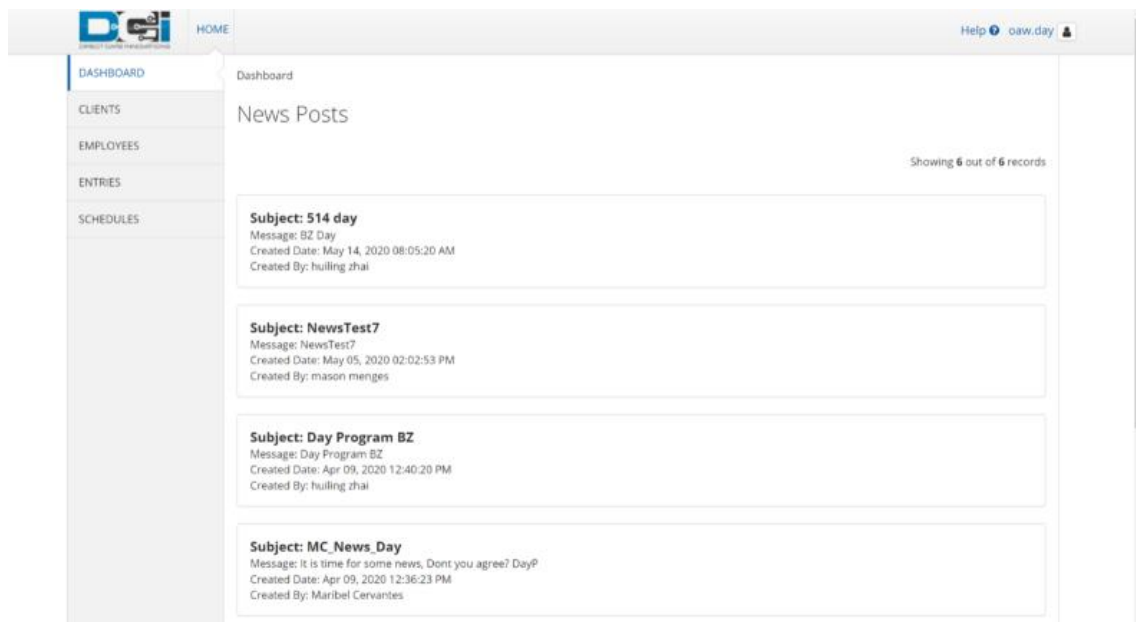 DCI
DIRECT CARE INNOVATIONS
HOME
Help oaw.day
DASHBOARD
CLIENTS
EMPLOYEES
ENTRIES
SCHEDULES
Dashboard
News Posts
Showing 6 out of 6 records
Subject: 514 day
Message: BZ Day
Created Date: May 14, 2020 08:05:20 AM
Created By: huiling zhai
Subject: NewsTest7
Message: NewsTest7
Created Date: May 05, 2020 02:02:53 PM
Created By: mason menges
Subject: Day Program BZ
Message: Day Program BZ
Created Date: Apr 09, 2020 12:40:20 PM
Created By: huiling zhai
Subject: MC_News_Day
Message: It is time for some news, Dont you agree? DayP
Created Date: Apr 09, 2020 12:36:23 PM
Created By: Maribel Cervantes